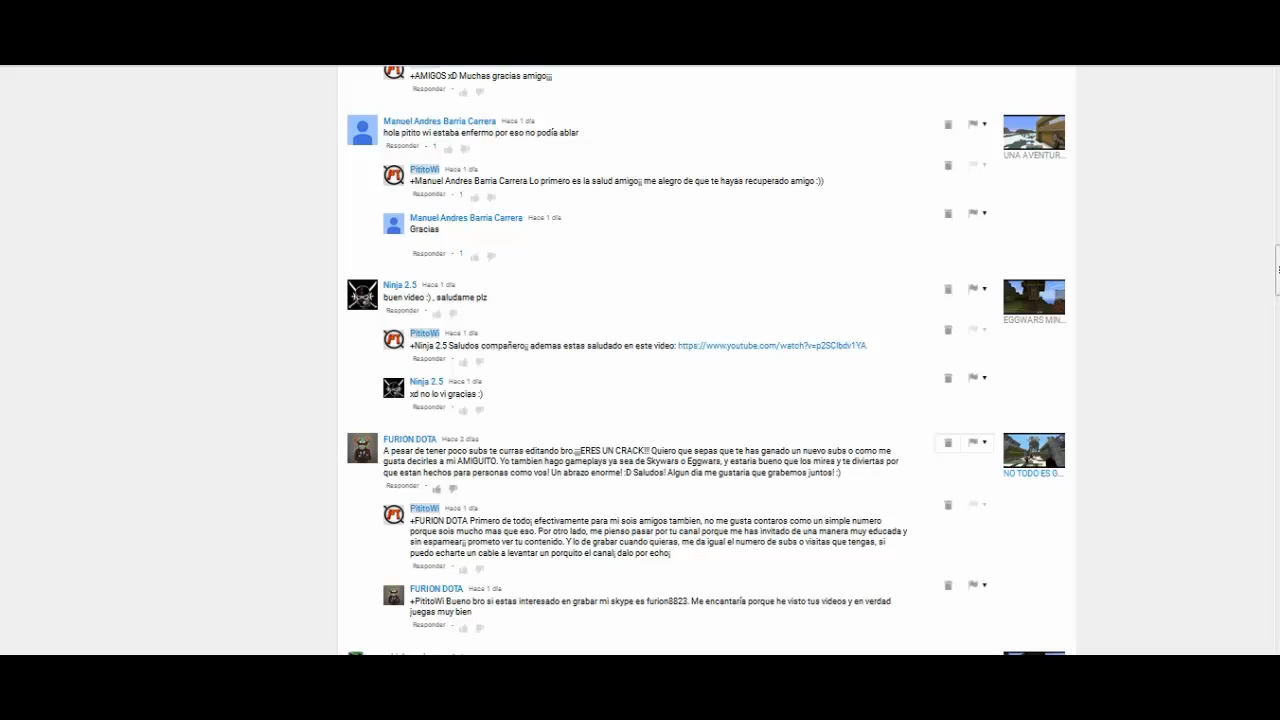 +AMIGOS xD Muchas gracias amigo¡¡¡
Responder
Manuel Andres Barria Carrera Hace 1 día
hola pitito wi estaba enfermo por eso no podía ablar
Responder - 1
UNA AVENTUR...
PititoWi Hace 1 día
+Manuel Andres Barria Carrera Lo primero es la salud amigo¡¡ me alegro de que te hayas recuperado amigo :))
Responder - 1
Manuel Andres Barria Carrera Hace 1 día
Gracias
Responder - 1
Ninja 2.5 Hace 1 día
buen video :) , saludame plz
Responder -
EGGWARS MIN...
PititoWi Hace 1 día
+Ninja 2.5 Saludos compañero¡¡ ademas estas saludado en este video: https://www.youtube.com/watch?v=p2SCIbdv1YA
Responder -
Ninja 2.5 Hace 1 día
xd no lo vi gracias :)
Responder -
FURION DOTA Hace 2 días
A pesar de tener poco subs te curras editando bro.¡¡¡¡ERES UN CRACK!!! Quiero que sepas que te has ganado un nuevo subs o como me
gusta decirles a mi AMIGUITO. Yo tambien hago gameplays ya sea de Skywars o Eggwars, y estaria bueno que los mires y te diviertas por
que estan hechos para personas como vos! Un abrazo enorme! :D Saludos! Algun dia me gustaria que grabemos juntos! :)
Responder -
NO TODO ES G...
PititoWi Hace 1 día
+FURION DOTA Primero de todo¡ efectivamente para mi sois amigos tambien, no me gusta contaros como un simple numero
porque sois mucho mas que eso. Por otro lado, me pienso pasar por tu canal porque me has invitado de una manera muy educada y
sin espamear¡¡ prometo ver tu contenido. Y lo de grabar cuando quieras, me da igual el numero de subs o visitas que tengas, si
puedo echarte un cable a levantar un porquito el canal¡ dalo por echo¡
Responder -
FURION DOTA Hace 1 día
+PititoWi Bueno bro si estas interesado en grabar mi skype es furion8823. Me encantaría porque he visto tus videos y en verdad
juegas muy bien
Responder -